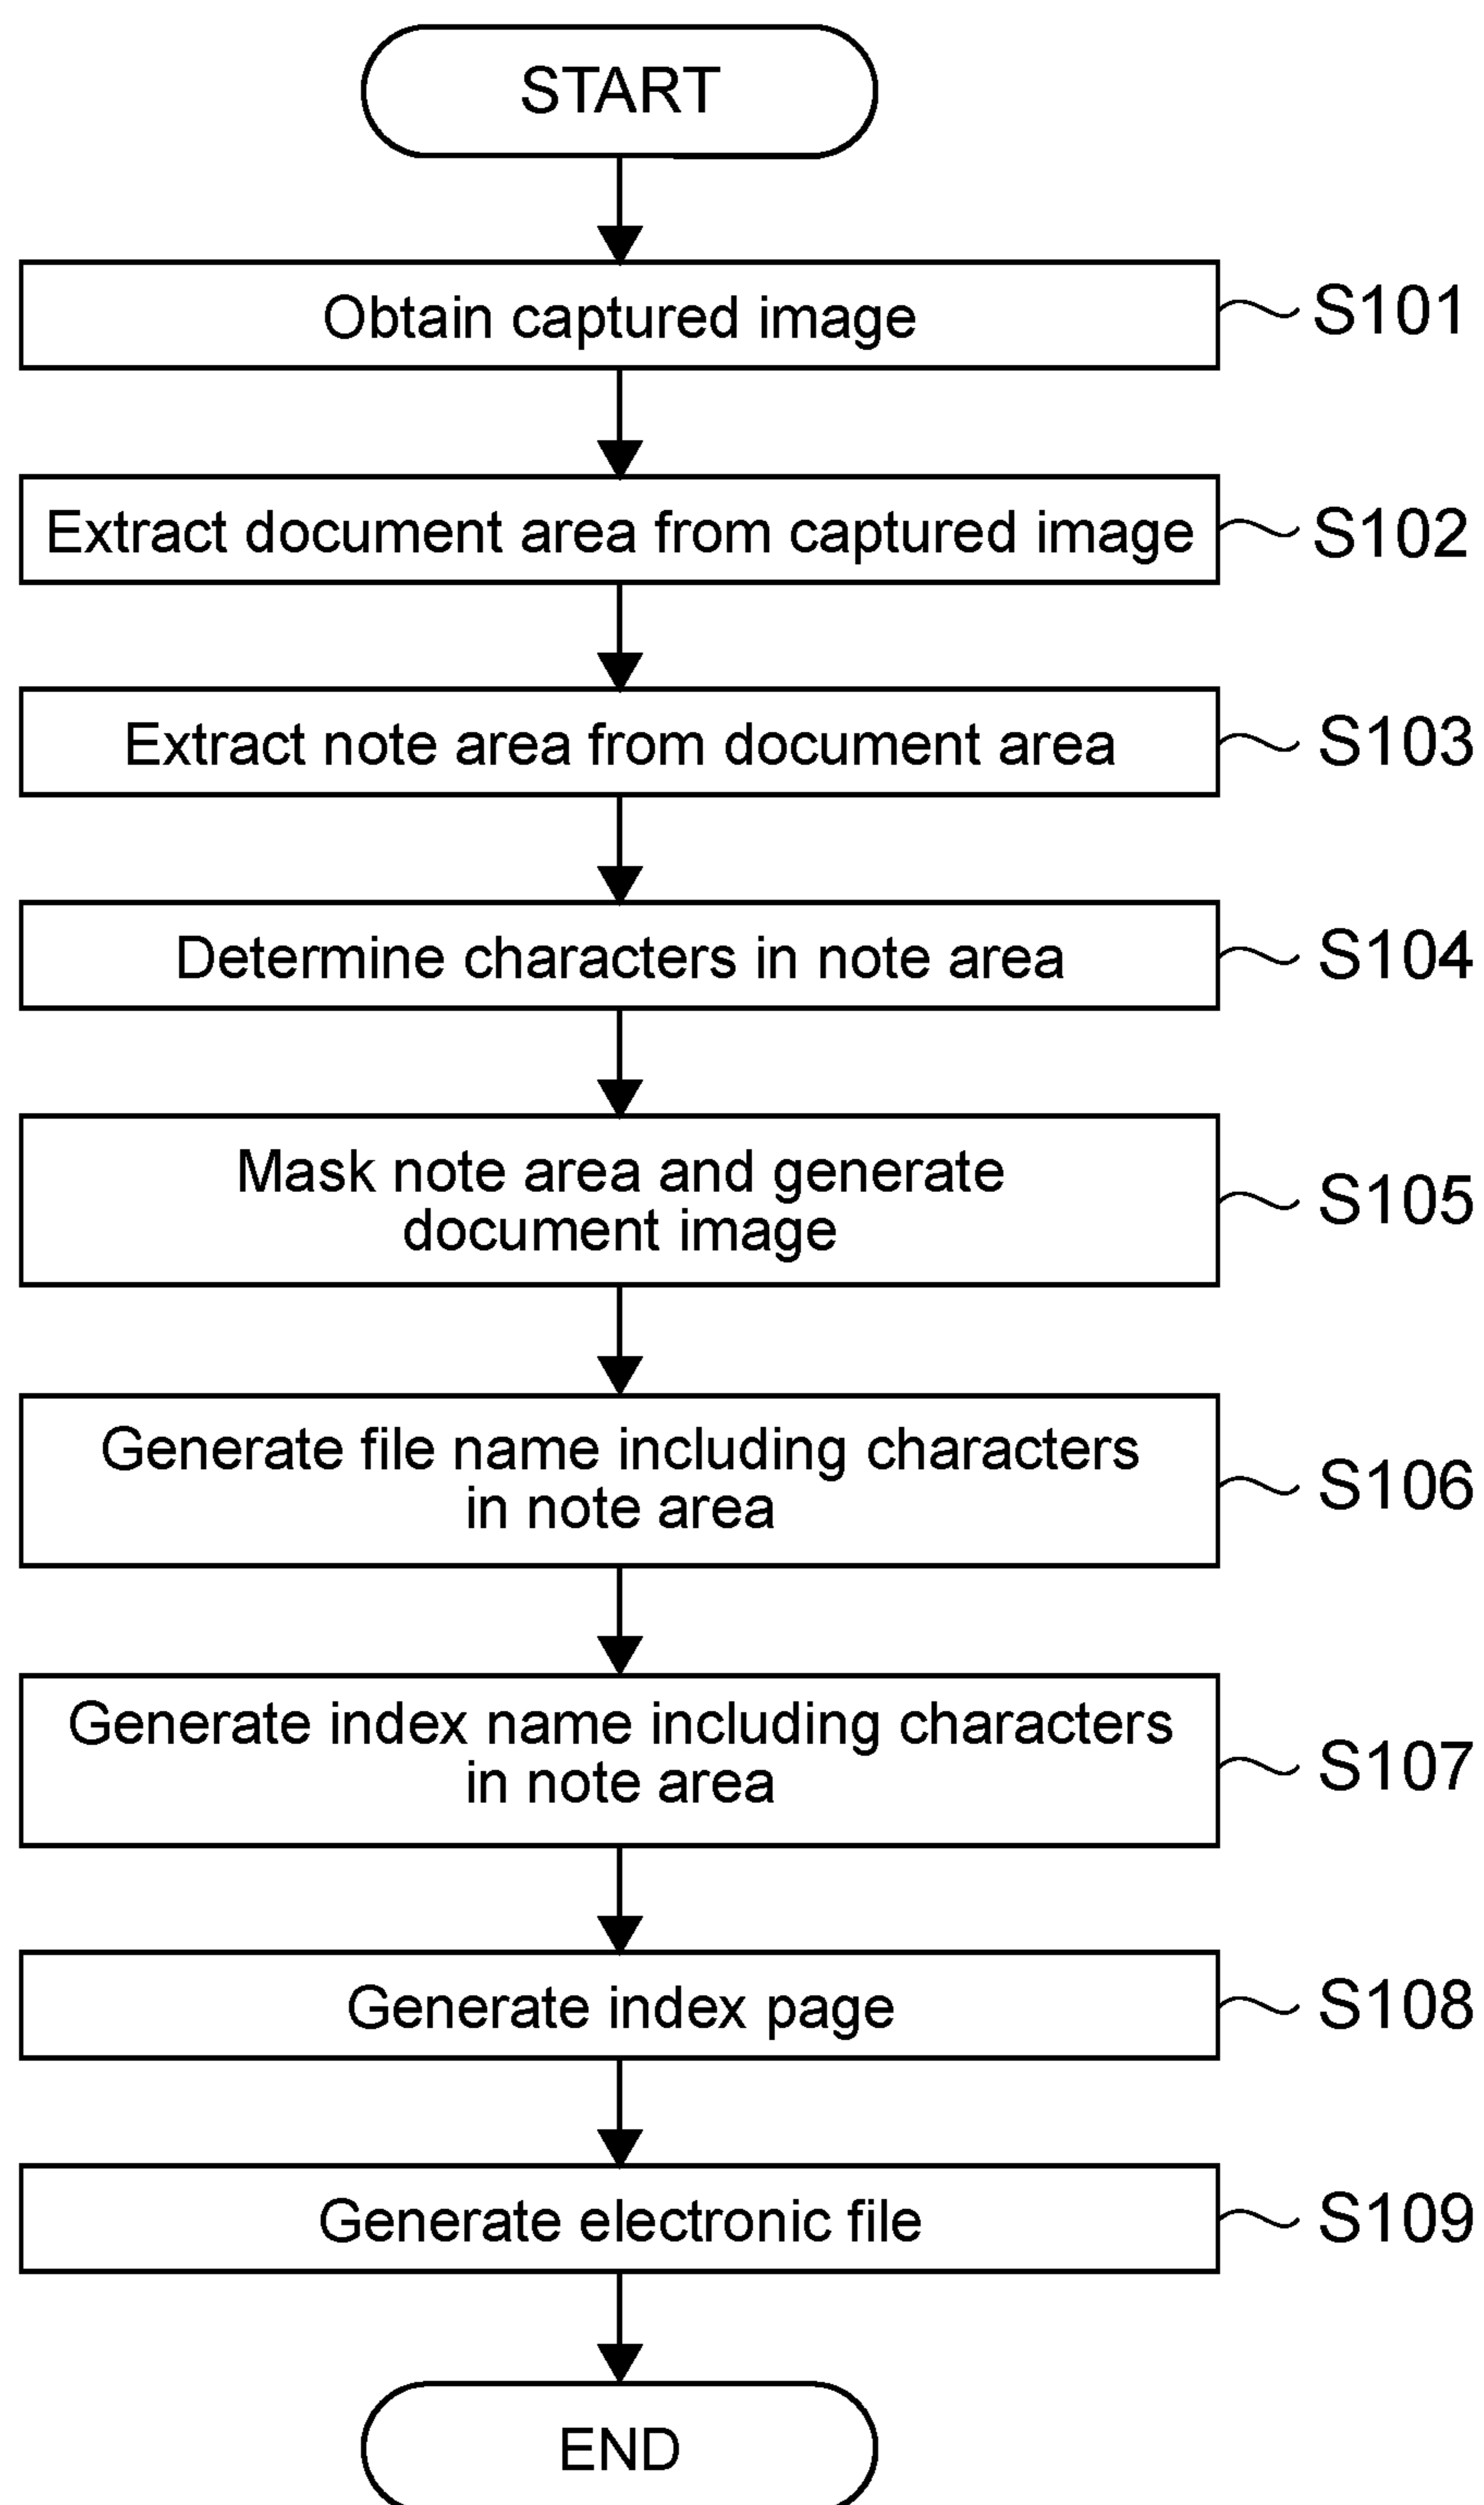 START
Obtain captured image
S101
Extract document area from captured image
S102
Extract note area from document area
S103
Determine characters in note area
S104
Mask note area and generate
document image
S105
Generate file name including characters
in note area
S106
Generate index name including characters
in note area
S107
Generate index page
S108
Generate electronic file
S109
END